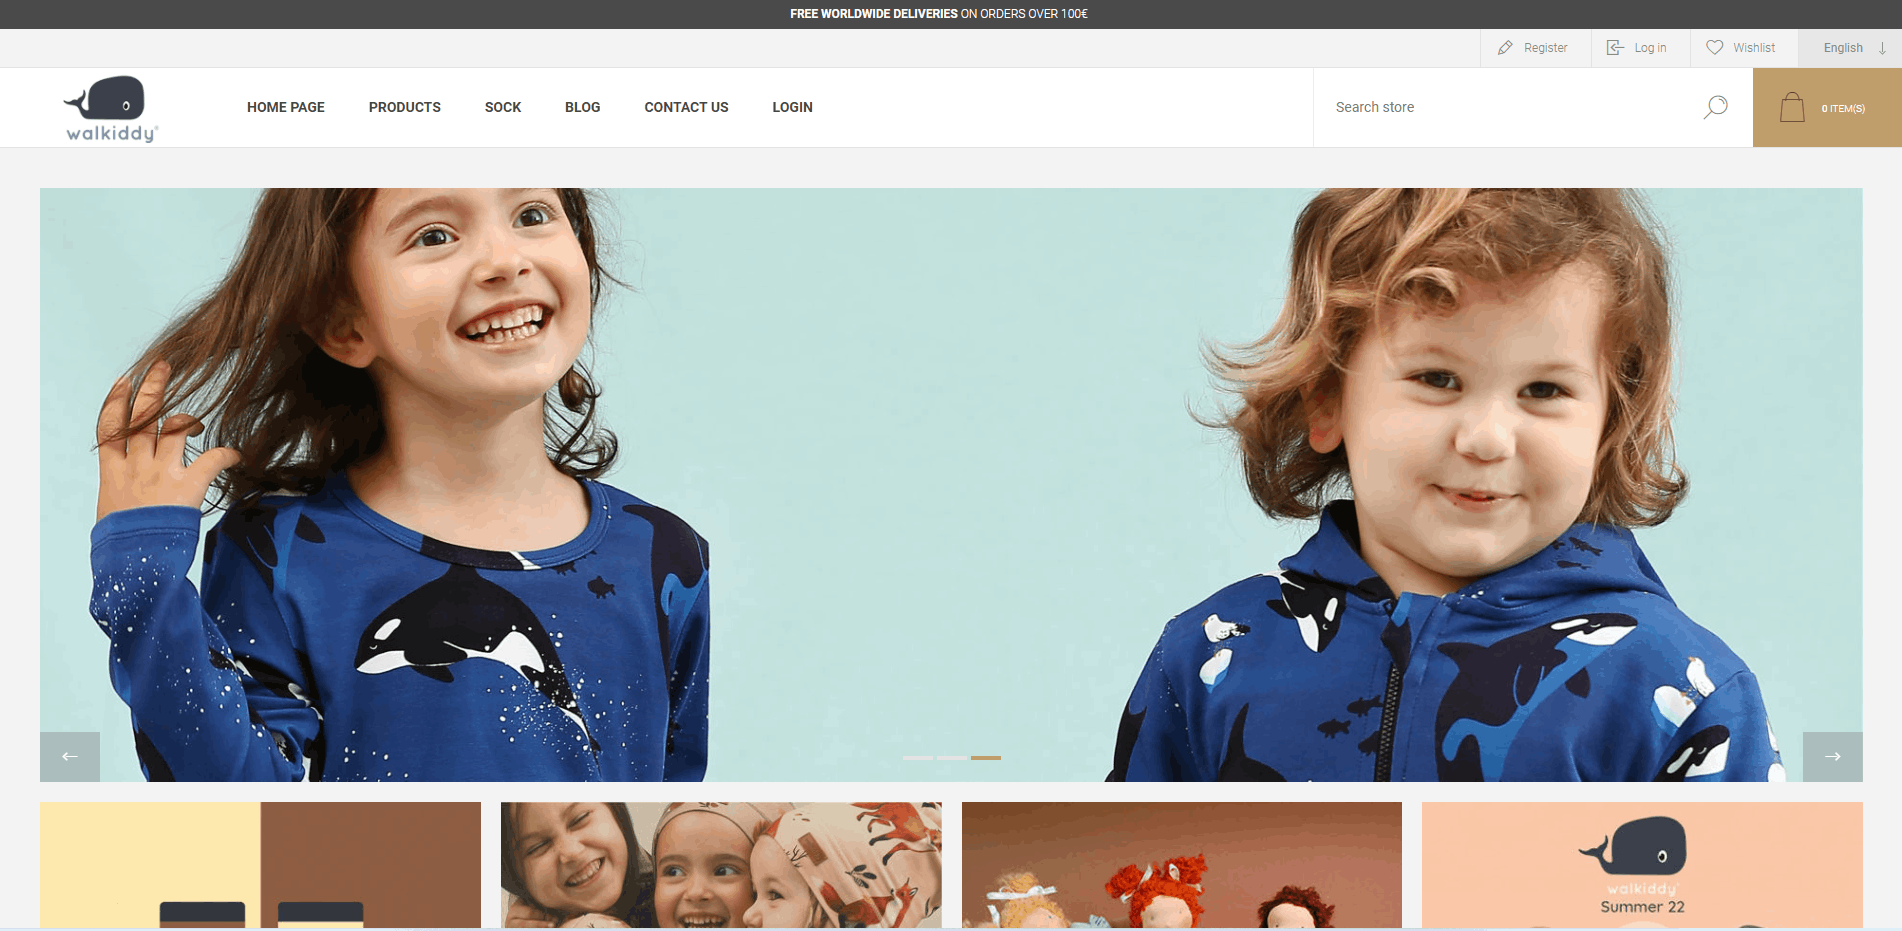 FREE WORLDWIDE DELIVERIES ON ORDERS OVER 100€
Register
Log in
Wishlist
English
walkiddy®
HOME PAGE
PRODUCTS
SOCK
BLOG
CONTACT US
LOGIN
Search store
0 ITEM(S)
walkiddy®
Summer 22